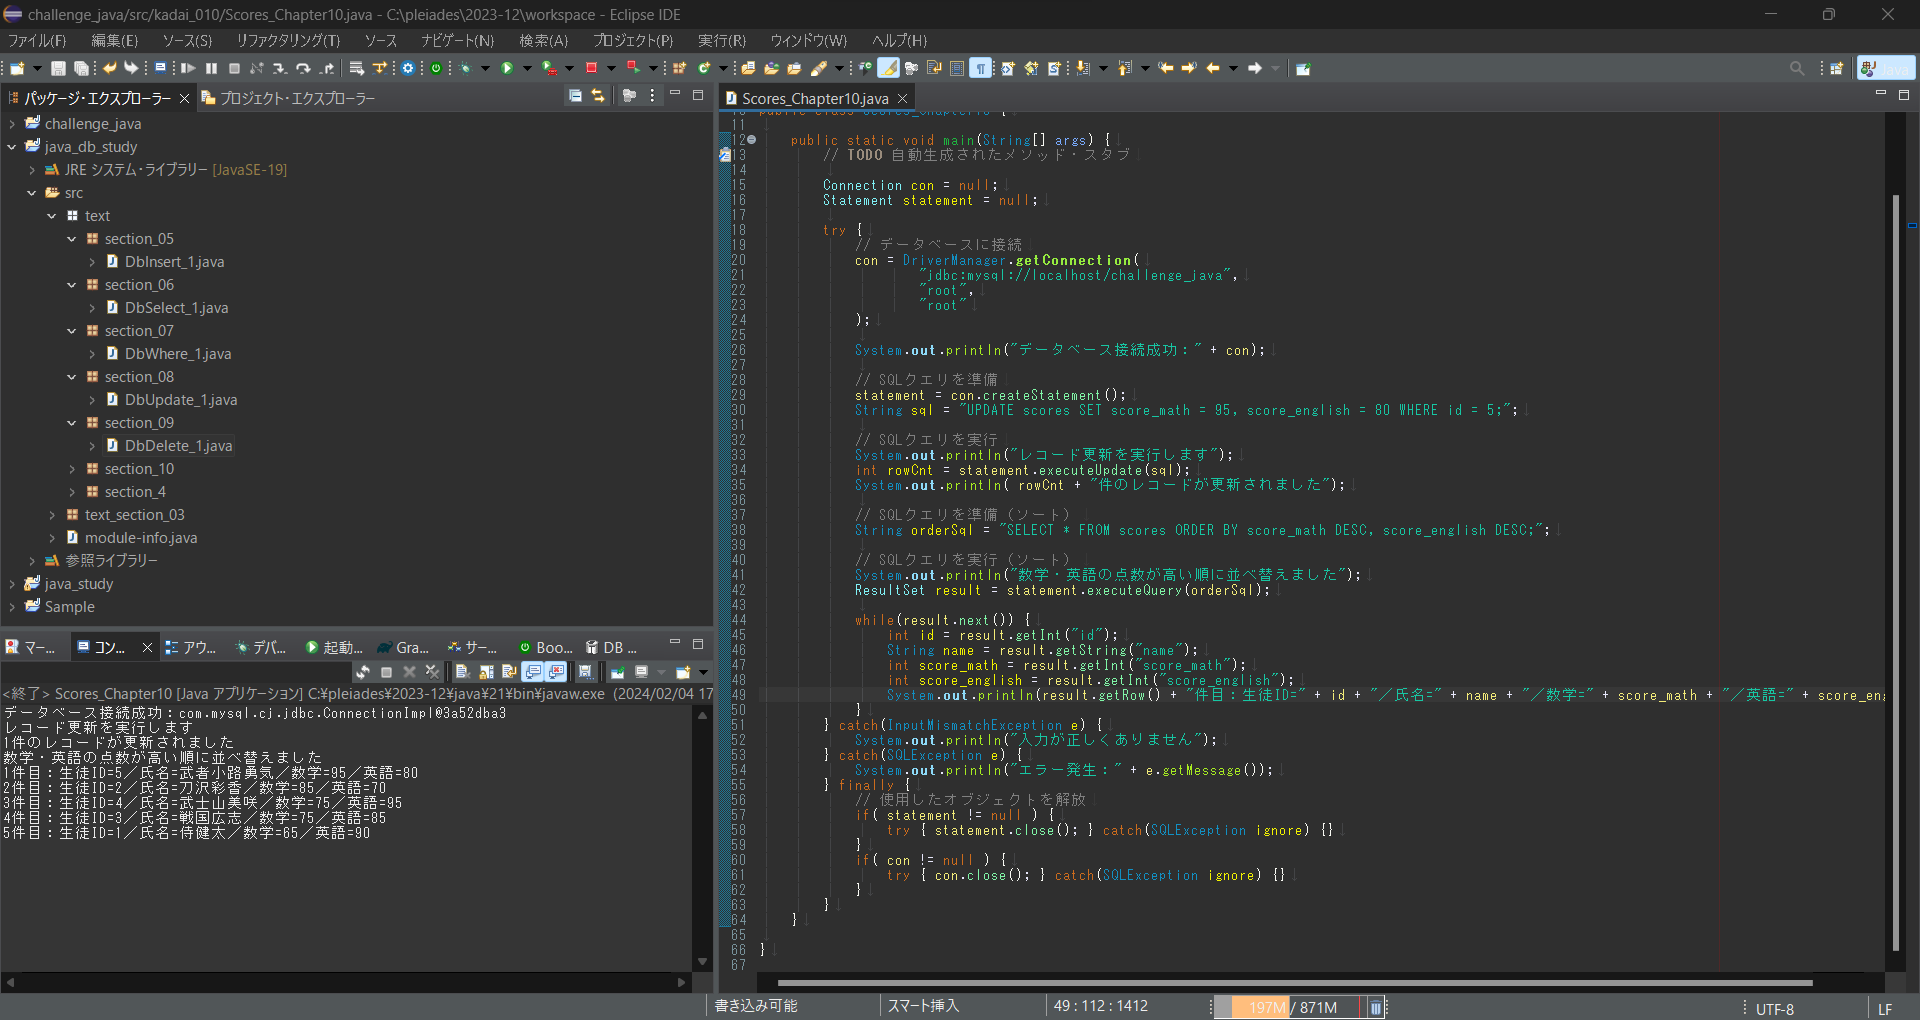 challenge_java/src/kadai_010/Scores_Chapter10.java - C:\pleiades\2023-12\workspace - Eclipse IDE
ファイル(F) 編集(E) ソース(S) リファクタリング(T) ソース ナビゲート(N) 検索(A) プロジェクト(P) 実行(R) ウィンドウ(W) ヘルプ(H)
Java
パッケージ・エクスプローラー
プロジェクト・エクスプローラー
challenge_java
java_db_study
JRE システム・ライブラリー [JavaSE-19]
src
text
section_05
DbInsert_1.java
section_06
DbSelect_1.java
section_07
DbWhere_1.java
section_08
DbUpdate_1.java
section_09
DbDelete_1.java
section_10
section_4
text_section_03
module-info.java
参照ライブラリー
java_study
Sample
マー... コン... アウ... デバ... 起動... Gra... サー... Boo... DB ...
<終了> Scores_Chapter10 [Java アプリケーション] C:¥pleiades¥2023-12¥java¥21¥bin¥javaw.exe (2024/02/04 17
データベース接続成功：com.mysql.cj.jdbc.ConnectionImpl@3a52dba3
レコード更新を実行します
1件のレコードが更新されました
数学・英語の点数が高い順に並べ替えました
1件目：生徒ID=5／氏名=武者小路勇気／数学=95／英語=80
2件目：生徒ID=2／氏名=刀沢彩香／数学=85／英語=70
3件目：生徒ID=4／氏名=武士山美咲／数学=75／英語=95
4件目：生徒ID=3／氏名=戦国広志／数学=75／英語=85
5件目：生徒ID=1／氏名=侍健太／数学=65／英語=90
Scores_Chapter10.java
11
12 public static void main(String[] args) {
13 // TODO 自動生成されたメソッド・スタブ
14
15 Connection con = null;
16 Statement statement = null;
17
18 try {
19 // データベースに接続
20 con = DriverManager.getConnection(
21 "jdbc:mysql://localhost/challenge_java",
22 "root",
23 "root"
24 );
25
26 System.out.println("データベース接続成功：" + con);
27
28 // SQLクエリを準備
29 statement = con.createStatement();
30 String sql = "UPDATE scores SET score_math = 95, score_english = 80 WHERE id = 5;";
31
32 // SQLクエリを実行
33 System.out.println("レコード更新を実行します");
34 int rowCnt = statement.executeUpdate(sql);
35 System.out.println( rowCnt + "件のレコードが更新されました");
36
37 // SQLクエリを準備（ソート）
38 String orderSql = "SELECT * FROM scores ORDER BY score_math DESC, score_english DESC;";
39
40 // SQLクエリを実行（ソート）
41 System.out.println("数学・英語の点数が高い順に並べ替えました");
42 ResultSet result = statement.executeQuery(orderSql);
43
44 while(result.next()) {
45 int id = result.getInt("id");
46 String name = result.getString("name");
47 int score_math = result.getInt("score_math");
48 int score_english = result.getInt("score_english");
49 System.out.println(result.getRow() + "件目：生徒ID=" + id + "／氏名=" + name + "／数学=" + score_math + "／英語=" + score_eng
50 }
51 } catch(InputMismatchException e) {
52 System.out.println("入力が正しくありません");
53 } catch(SQLException e) {
54 System.out.println("エラー発生：" + e.getMessage());
55 } finally {
56 // 使用したオブジェクトを解放
57 if( statement != null ) {
58 try { statement.close(); } catch(SQLException ignore) {}
59 }
60 if( con != null ) {
61 try { con.close(); } catch(SQLException ignore) {}
62 }
63 }
64 }
65
66 }
67
書き込み可能 スマート挿入 49 : 112 : 1412 197M / 871M UTF-8 LF